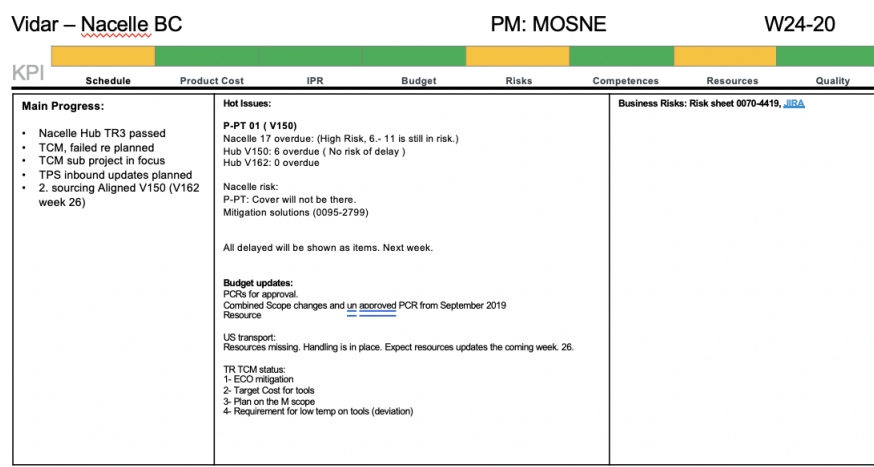 Vidar – Nacelle BC
PM: MOSNE
W24-20
KPI
Schedule
Product Cost
IPR
Budget
Risks
Competences
Resources
Quality
Main Progress:
• Nacelle Hub TR3 passed
• TCM, failed re planned
• TCM sub project in focus
• TPS inbound updates planned
• 2. sourcing Aligned V150 (V162
week 26)
Hot Issues:
P-PT 01 ( V150)
Nacelle 17 overdue: (High Risk, 6.- 11 is still in risk.)
Hub V150: 6 overdue ( No risk of delay )
Hub V162: 0 overdue
Nacelle risk:
P-PT: Cover will not be there.
Mitigation solutions (0095-2799)
All delayed will be shown as items. Next week.
Budget updates:
PCRs for approval.
Combined Scope changes and un approved PCR from September 2019
Resource
US transport:
Resources missing. Handling is in place. Expect resources updates the coming week. 26.
TR TCM status:
1- ECO mitigation
2- Target Cost for tools
3- Plan on the M scope
4- Requirement for low temp on tools (deviation)
Business Risks: Risk sheet 0070-4419, JIRA